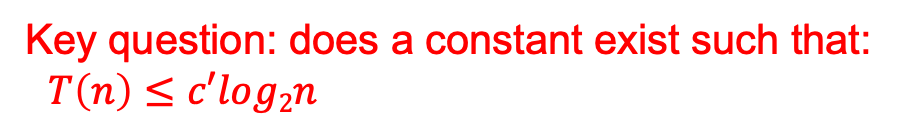 Key question: does a constant exist such that:
T(n) ≤ c'log₂n